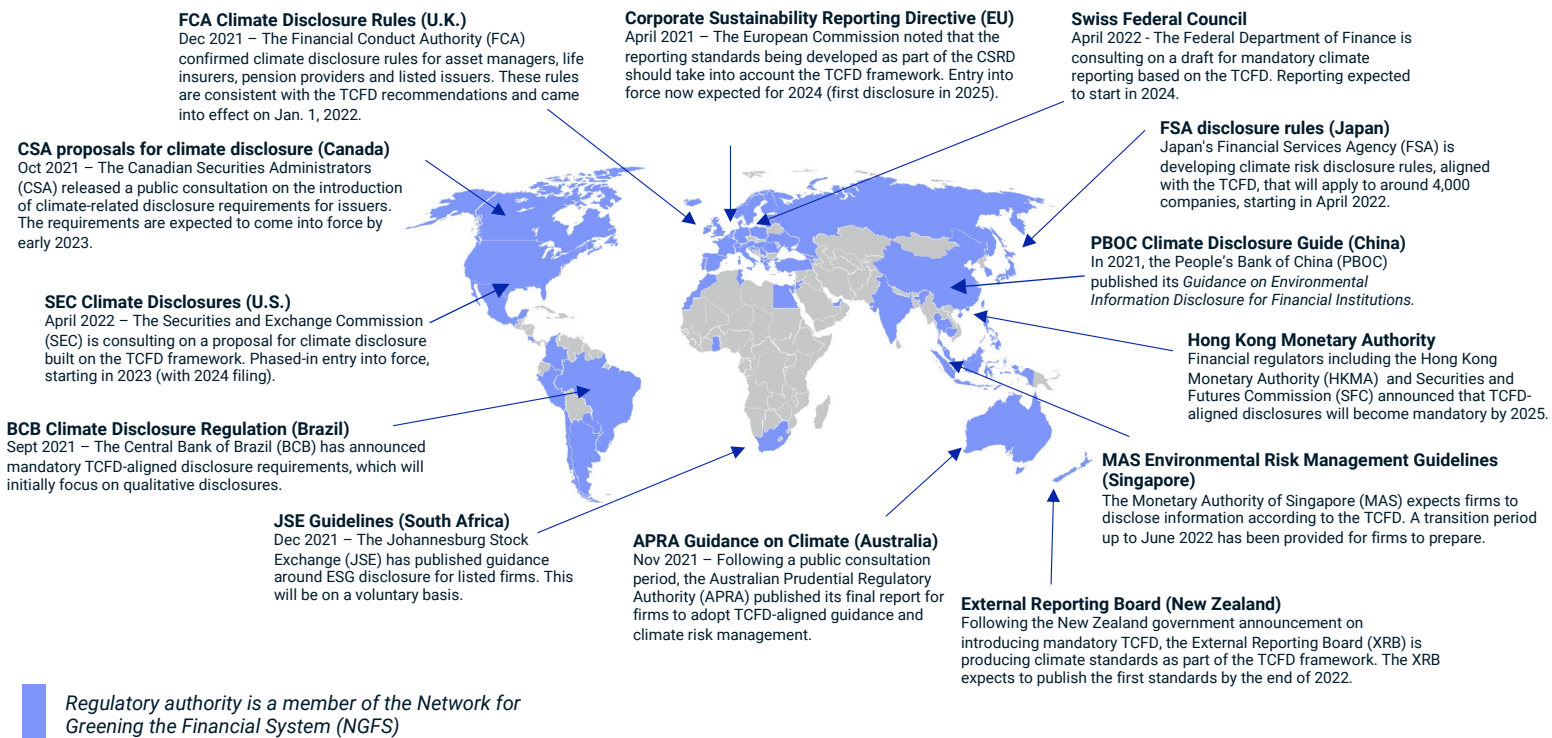 FCA Climate Disclosure Rules (U.K.)
Dec 2021 – The Financial Conduct Authority (FCA)
confirmed climate disclosure rules for asset managers, life
insurers, pension providers and listed issuers. These rules
are consistent with the TCFD recommendations and came
into effect on Jan. 1, 2022.
Corporate Sustainability Reporting Directive (EU)
April 2021 – The European Commission noted that the
reporting standards being developed as part of the CSRD
should take into account the TCFD framework. Entry into
force now expected for 2024 (first disclosure in 2025).
Swiss Federal Council
April 2022 - The Federal Department of Finance is
consulting on a draft for mandatory climate
reporting based on the TCFD. Reporting expected
to start in 2024.
FSA disclosure rules (Japan)
Japan's Financial Services Agency (FSA) is
developing climate risk disclosure rules, aligned
with the TCFD, that will apply to around 4,000
companies, starting in April 2022.
CSA proposals for climate disclosure (Canada)
Oct 2021 – The Canadian Securities Administrators
(CSA) released a public consultation on the introduction
of climate-related disclosure requirements for issuers.
The requirements are expected to come into force by
early 2023.
PBOC Climate Disclosure Guide (China)
In 2021, the People's Bank of China (PBOC)
published its Guidance on Environmental
Information Disclosure for Financial Institutions.
SEC Climate Disclosures (U.S.)
April 2022 – The Securities and Exchange Commission
(SEC) is consulting on a proposal for climate disclosure
built on the TCFD framework. Phased-in entry into force,
starting in 2023 (with 2024 filing).
Hong Kong Monetary Authority
Financial regulators including the Hong Kong
Monetary Authority (HKMA) and Securities and
Futures Commission (SFC) announced that TCFD-
aligned disclosures will become mandatory by 2025.
BCB Climate Disclosure Regulation (Brazil)
Sept 2021 – The Central Bank of Brazil (BCB) has announced
mandatory TCFD-aligned disclosure requirements, which will
initially focus on qualitative disclosures.
MAS Environmental Risk Management Guidelines
(Singapore)
The Monetary Authority of Singapore (MAS) expects firms to
disclose information according to the TCFD. A transition period
up to June 2022 has been provided for firms to prepare.
JSE Guidelines (South Africa)
Dec 2021 – The Johannesburg Stock
Exchange (JSE) has published guidance
around ESG disclosure for listed firms. This
will be on a voluntary basis.
APRA Guidance on Climate (Australia)
Nov 2021 – Following a public consultation
period, the Australian Prudential Regulatory
Authority (APRA) published its final report for
firms to adopt TCFD-aligned guidance and
climate risk management.
External Reporting Board (New Zealand)
Following the New Zealand government announcement on
introducing mandatory TCFD, the External Reporting Board (XRB) is
producing climate standards as part of the TCFD framework. The XRB
expects to publish the first standards by the end of 2022.
Regulatory authority is a member of the Network for
Greening the Financial System (NGFS)